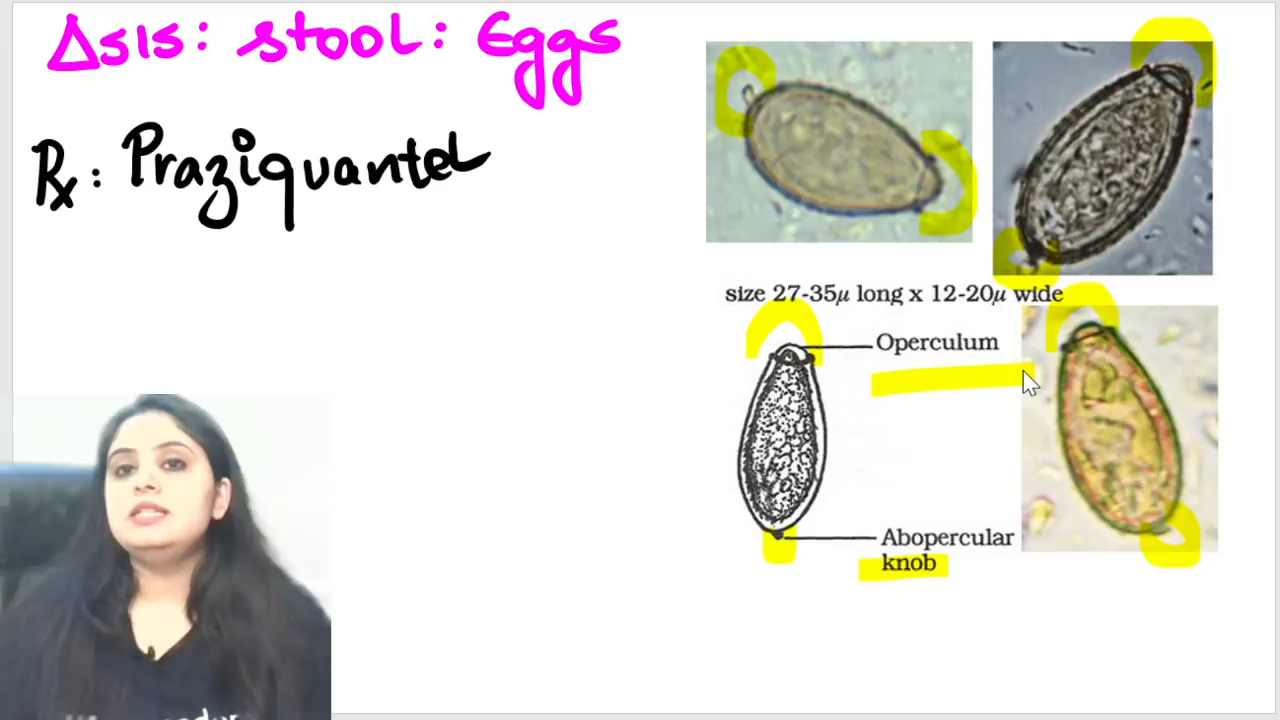 Δsis: stool: Eggs
Rx: Praziquantel
size 27-35μ long x 12-20μ wide
Operculum
Abopercular
knob